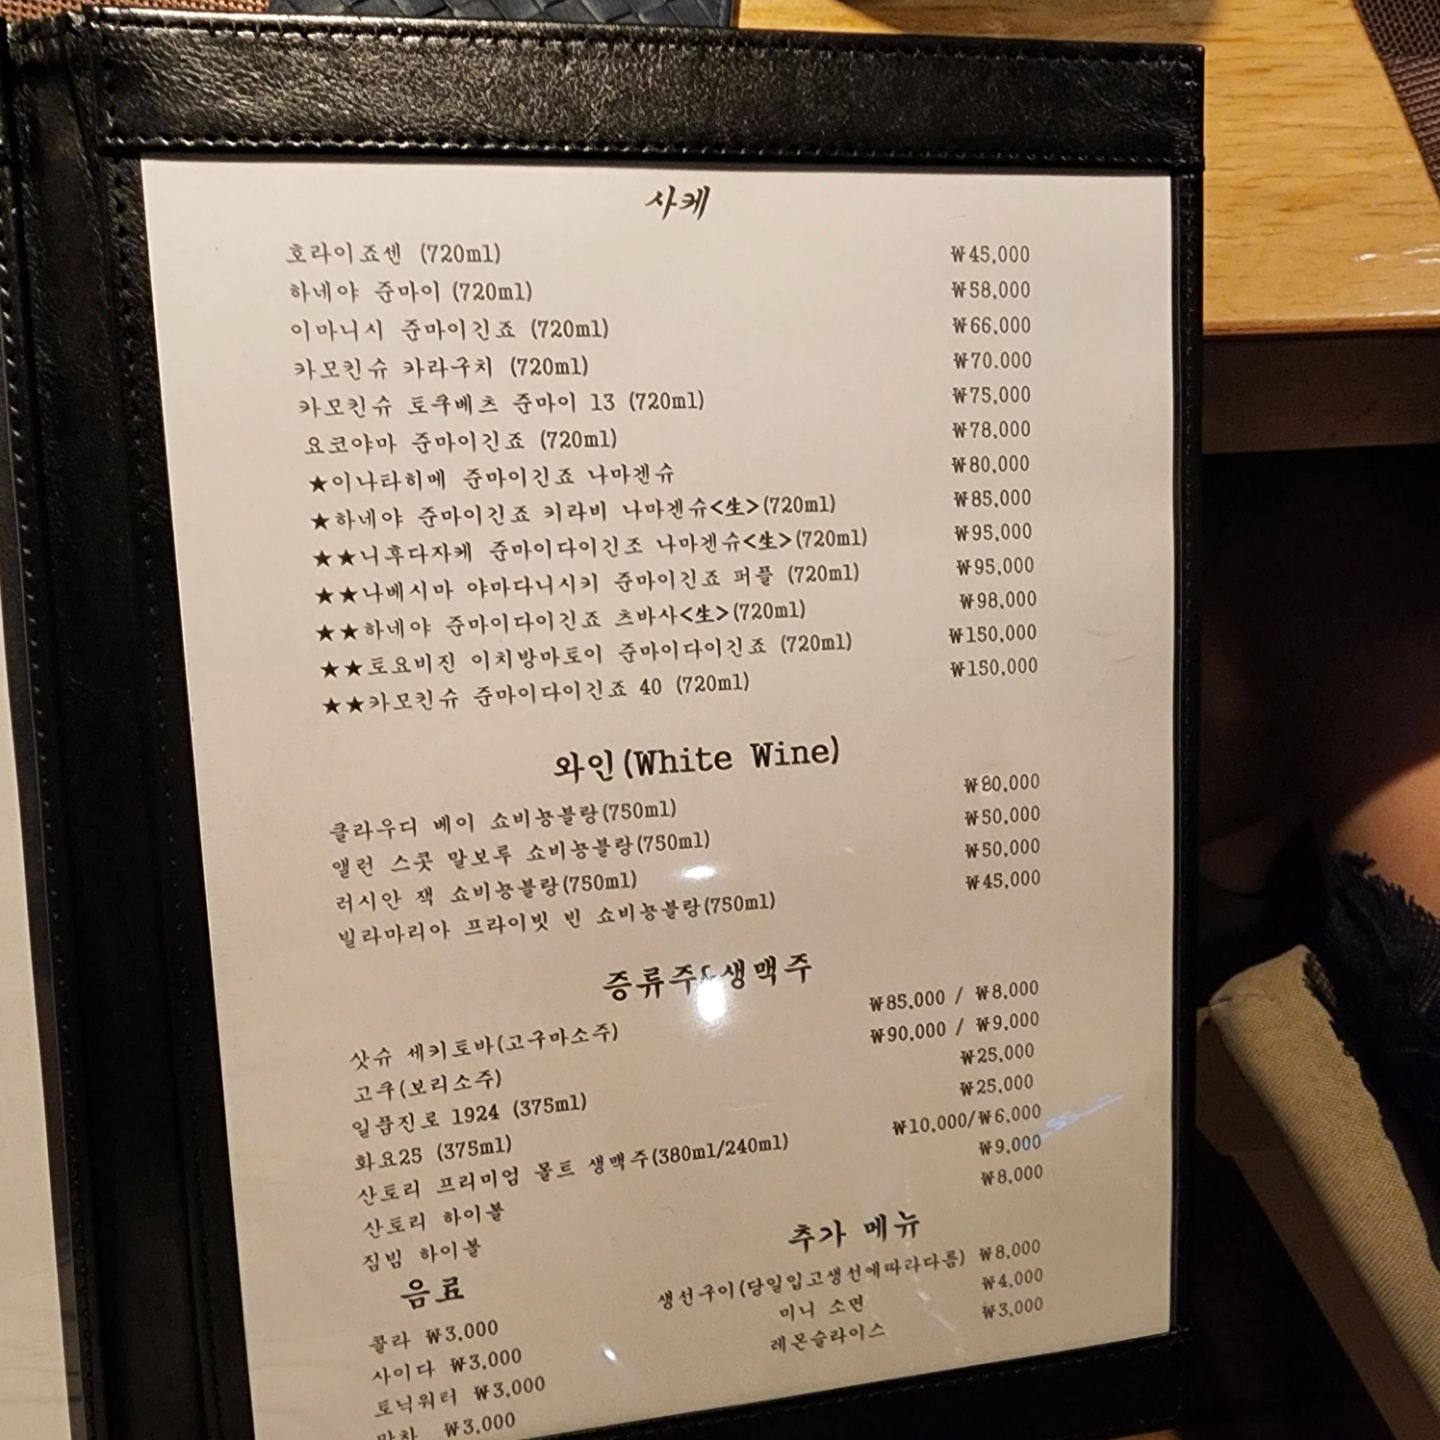 사케
호라이죠센 (720ml) ₩45,000
하네야 준마이 (720ml) ₩58,000
이마니시 준마이긴죠 (720ml) ₩66,000
카모킨슈 카라구치 (720ml) ₩70.000
카모킨슈 토쿠베츠 준마이 13 (720ml) ₩75,000
요코야마 준마이긴죠 (720ml) ₩78,000
★이나타히메 준마이긴죠 나마겐슈 ₩80,000
★하네야 준마이긴죠 키라비 나마겐슈<生>(720ml) ₩85,000
★★니후다자케 준마이다이긴조 나마겐슈<生>(720ml) ₩95,000
★★나베시마 야마다니시키 준마이긴죠 퍼플 (720ml) ₩95,000
★★하네야 준마이다이긴죠 츠바사<生>(720ml) ₩98,000
★★토요비진 이치방마토이 준마이다이긴죠 (720ml) ₩150,000
★★카모킨슈 준마이다이긴죠 40 (720ml) ₩150,000
와인(White Wine)
클라우디 베이 쇼비뇽블랑(750ml) ₩80,000
앨런 스콧 말보루 쇼비뇽블랑(750ml) ₩50,000
러시안 잭 쇼비뇽블랑(750ml) ₩50,000
빌라마리아 프라이빗 빈 쇼비뇽블랑(750ml) ₩45,000
증류주&생맥주
삿슈 세키토바(고구마소주) ₩85,000 / ₩8,000
고쿠(보리소주) ₩90,000 / ₩9,000
일품진로 1924 (375ml) ₩25,000
화요25 (375ml) ₩25,000
산토리 프리미엄 몰트 생맥주(380ml/240ml) ₩10,000/₩6,000
산토리 하이볼 ₩9,000
짐빔 하이볼 ₩8,000
음료
콜라 ₩3,000
사이다 ₩3,000
토닉워터 ₩3,000
₩3,000
추가 메뉴
생선구이(당일입고생선에따라다름) ₩8,000
미니 소면 ₩4,000
레몬슬라이스 ₩3,000